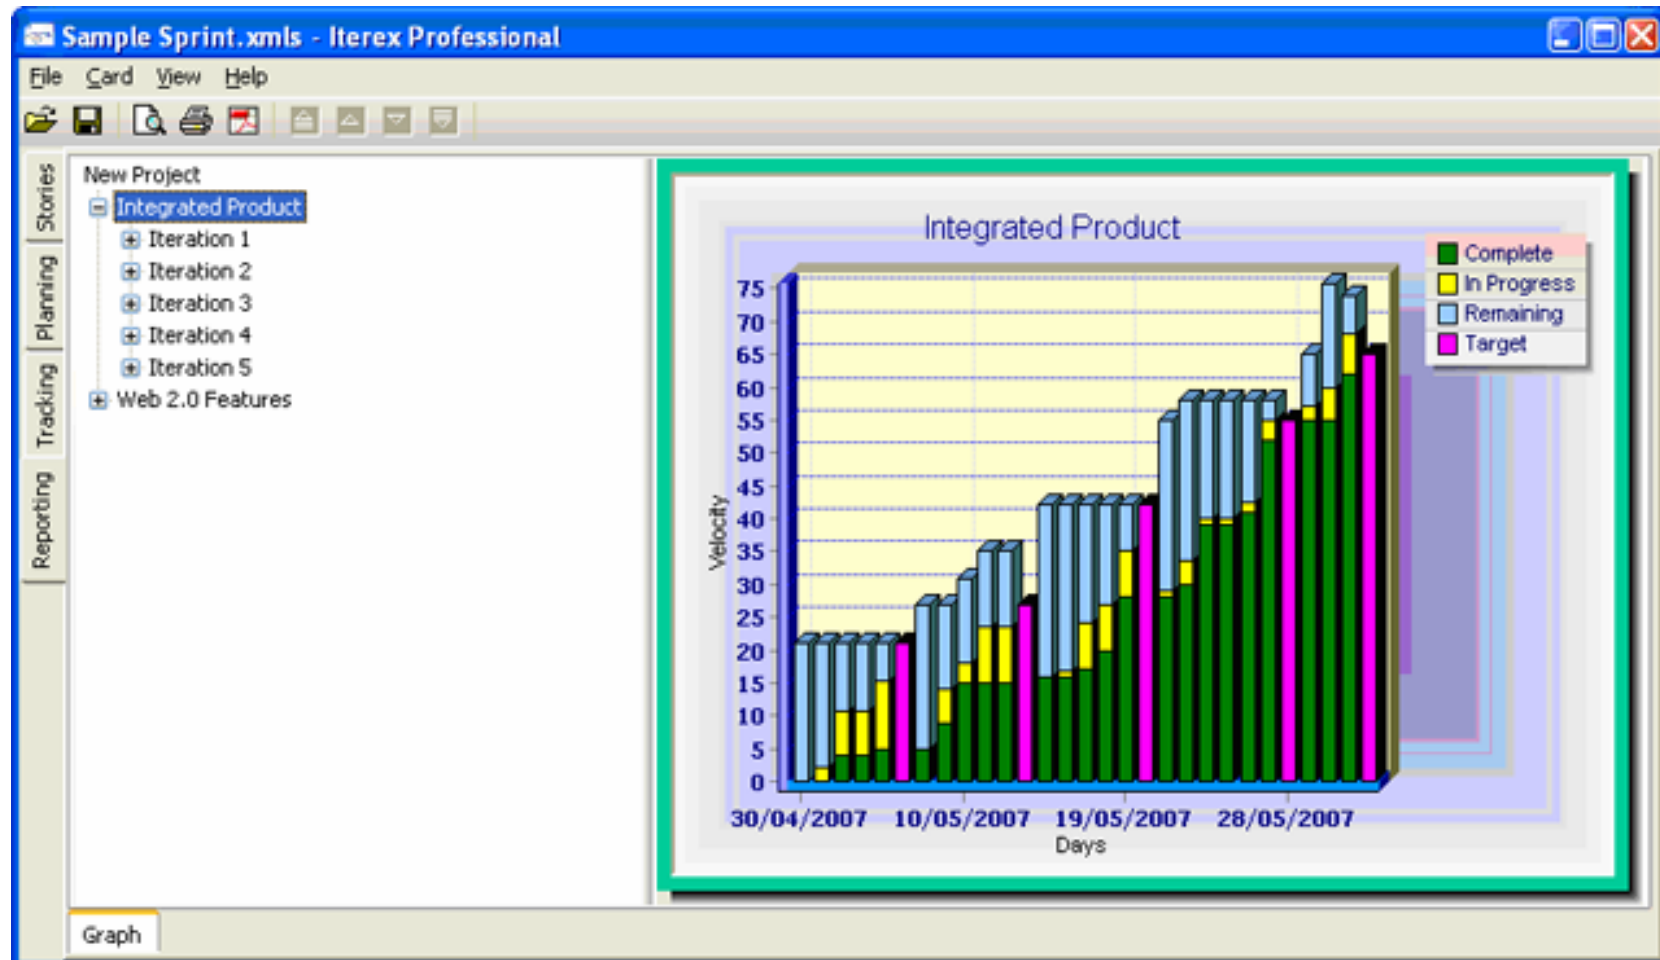 Sample Sprint.xmls - Iterex Professional
File Card View Help
Stories
Planning
Tracking
Reporting
New Project
Integrated Product
Iteration 1
Iteration 2
Iteration 3
Iteration 4
Iteration 5
Web 2.0 Features
Integrated Product
Complete
In Progress
Remaining
Target
Velocity
75
70
65
60
55
50
45
40
35
30
25
20
15
10
5
0
30/04/2007 10/05/2007 19/05/2007 28/05/2007
Days
Graph